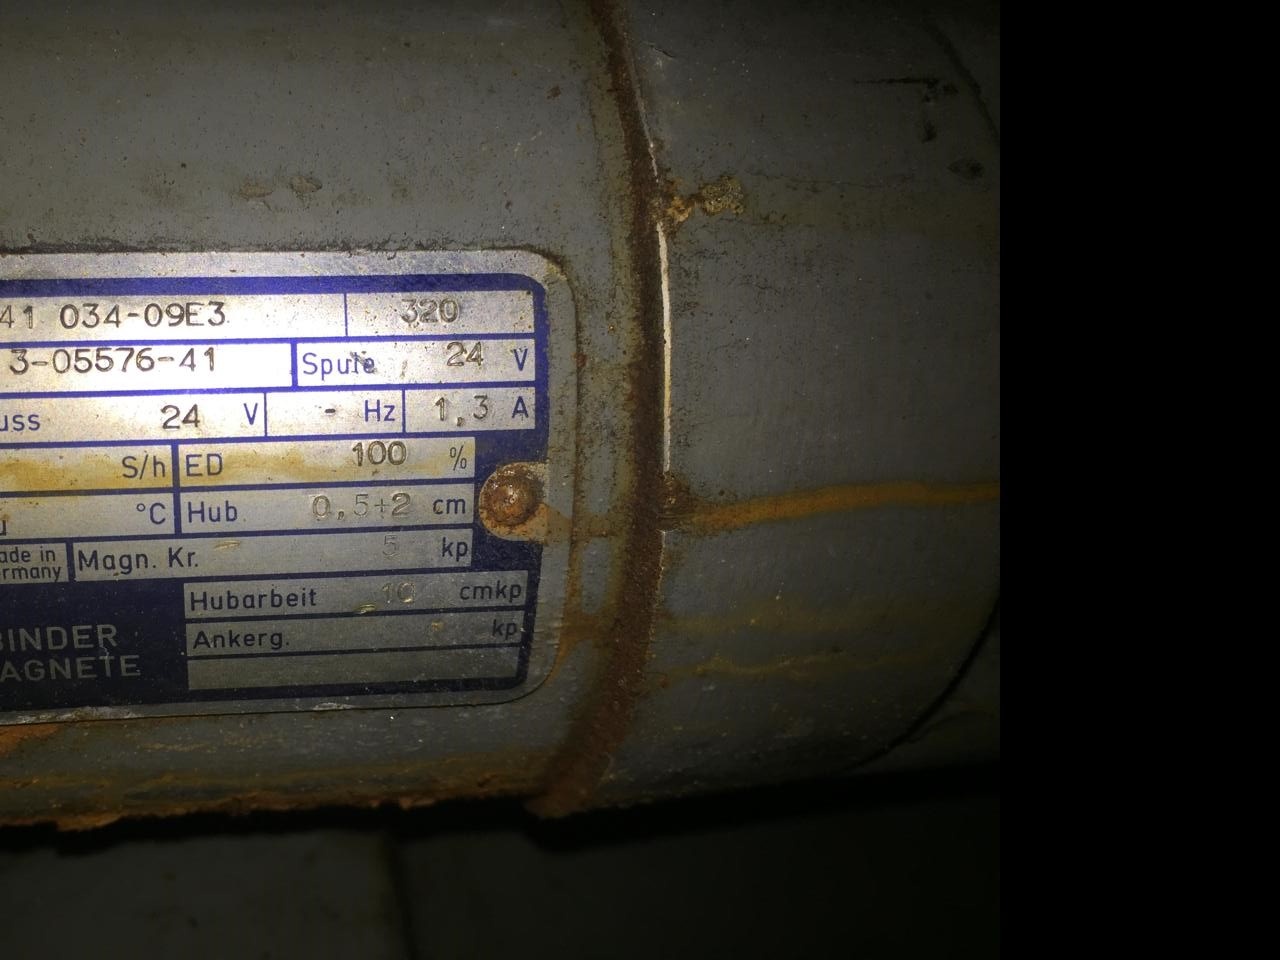 41 034-09E3 320
3-05576-41 Spule 24 V
uss 24 V - Hz 1,3 A
S/h ED 100 %
°C Hub 0,5÷2 cm
ade in
ermany
Magn. Kr. 5 kp
Hubarbeit 10 cmkp
BINDER
Ankerg. kp
AGNETE